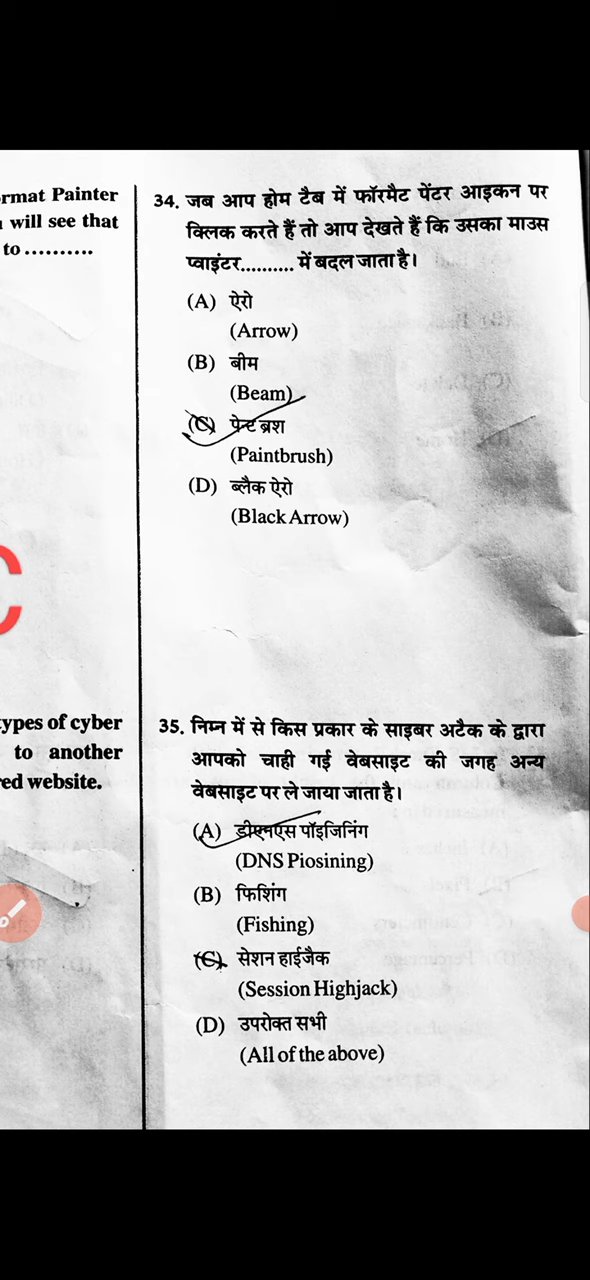 rmat Painter
will see that
to ..........
34. जब आप होम टैब में फॉरमैट पेंटर आइकन पर
क्लिक करते हैं तो आप देखते हैं कि उसका माउस
प्वाइंटर.......... में बदल जाता है।
(A) ऐरो
(Arrow)
(B) बीम
(Beam)
(C) पेन्ट ब्रश
(Paintbrush)
(D) ब्लैक ऐरो
(Black Arrow)
C
types of cyber
to another
red website.
35. निम्न में से किस प्रकार के साइबर अटैक के द्वारा
आपको चाही गई वेबसाइट की जगह अन्य
वेबसाइट पर ले जाया जाता है।
(A) डीएनएस पॉइजिनिंग
(DNS Piosining)
(B) फिशिंग
(Fishing)
(C) सेशन हाईजैक
(Session Highjack)
(D) उपरोक्त सभी
(All of the above)